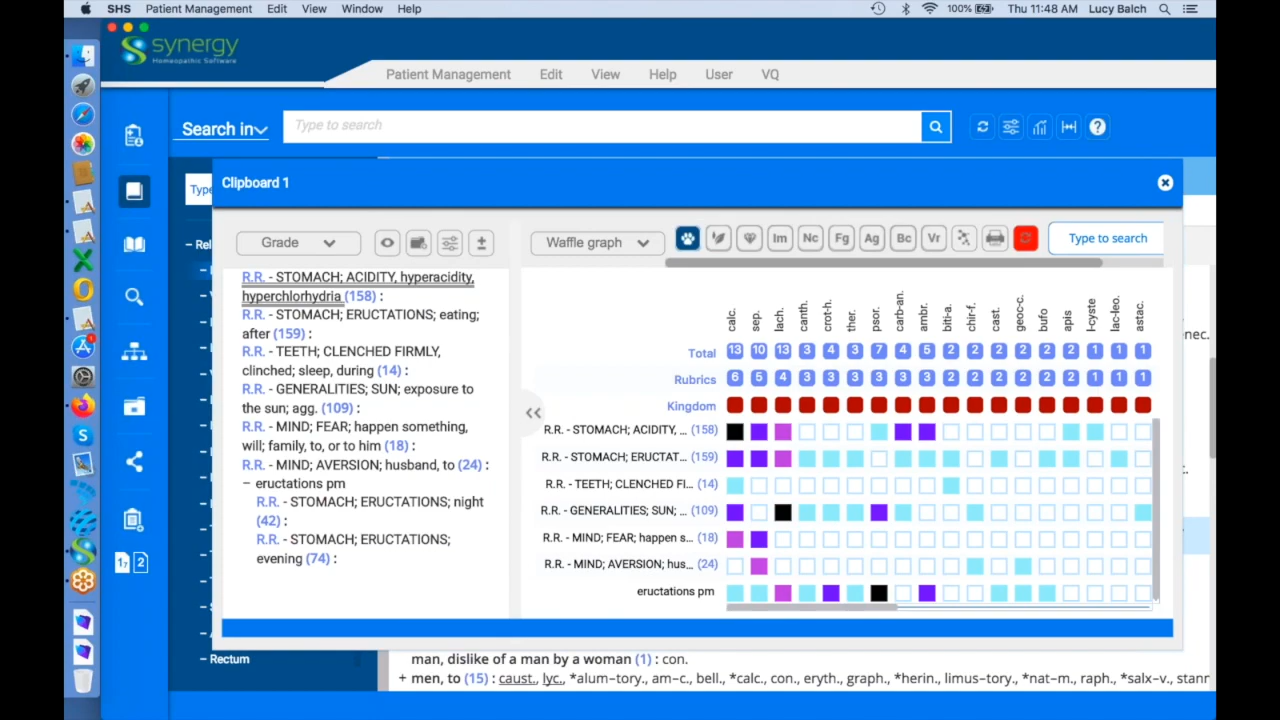 SHS Patient Management Edit View Window Help 100% Thu 11:48 AM Lucy Balch
synergy
Homeopathic Software
Patient Management Edit View Help User VQ
Search in Type to search
Clipboard 1
Type
Grade
Waffle graph Im Nc Fg Ag Bc Vr Type to search
– Rel
R.R. - STOMACH; ACIDITY, hyperacidity,
hyperchlorhydria (158) :
R.R. - STOMACH; ERUCTATIONS; eating;
after (159) :
R.R. - TEETH; CLENCHED FIRMLY,
clinched; sleep, during (14) :
R.R. - GENERALITIES; SUN; exposure to
the sun; agg. (109) :
R.R. - MIND; FEAR; happen something,
will; family, to, or to him (18) :
R.R. - MIND; AVERSION; husband, to (24) :
– eructations pm
R.R. - STOMACH; ERUCTATIONS; night
(42) :
R.R. - STOMACH; ERUCTATIONS;
evening (74) :
calc. sep. lach. canth. crot-h. ther. psor. carb-an. ambr. biti-a. chir-f. cast. geoc-c. bufo apis l-cyste lac-leo. astac.
Total 13 10 13 3 4 3 7 4 5 2 2 2 2 2 2 1 1 1
Rubrics 6 5 4 3 3 3 3 3 3 2 2 2 2 2 2 1 1 1
Kingdom
R.R. - STOMACH; ACIDITY, ... (158)
R.R. - STOMACH; ERUCTAT... (159)
R.R. - TEETH; CLENCHED FI... (14)
R.R. - GENERALITIES; SUN; ... (109)
R.R. - MIND; FEAR; happen s... (18)
R.R. - MIND; AVERSION; hus... (24)
eructations pm
nec.
– Rectum
man, dislike of a man by a woman (1) : con.
+ men, to (15) : caust., lyc., *alum-tory., am-c., bell., *calc., con., eryth., graph., *herin., limus-tory., *nat-m., raph., *salx-v., stann
17 2